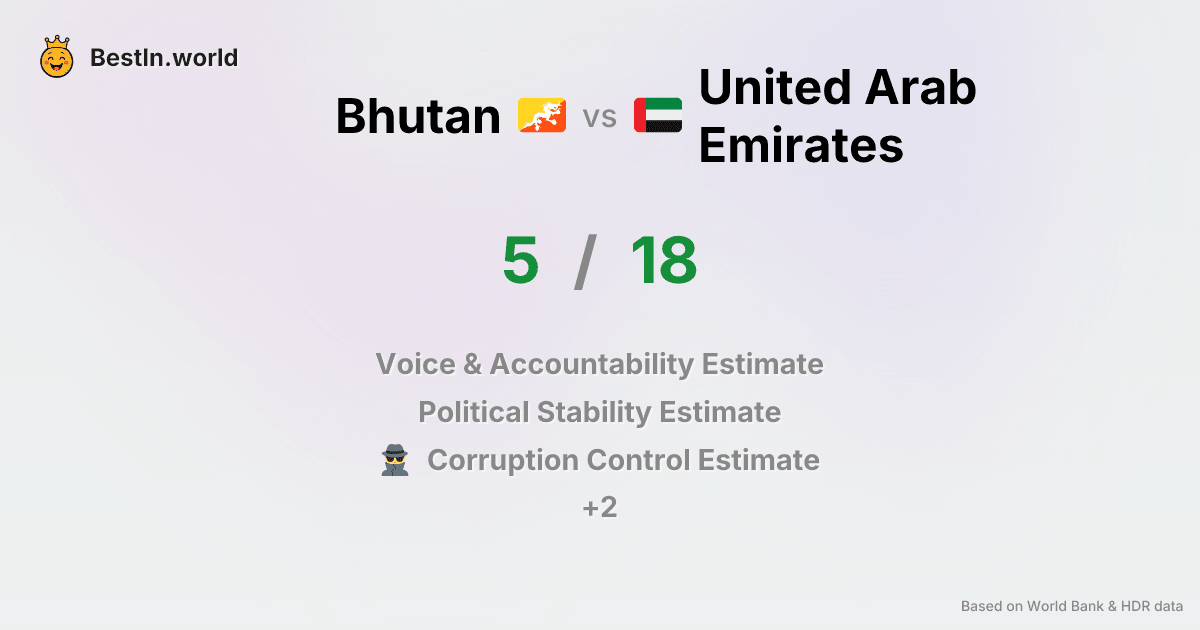 BestIn.world
Bhutan vs United Arab
Emirates
5 / 18
Voice & Accountability Estimate
Political Stability Estimate
Corruption Control Estimate
+2
Based on World Bank & HDR data